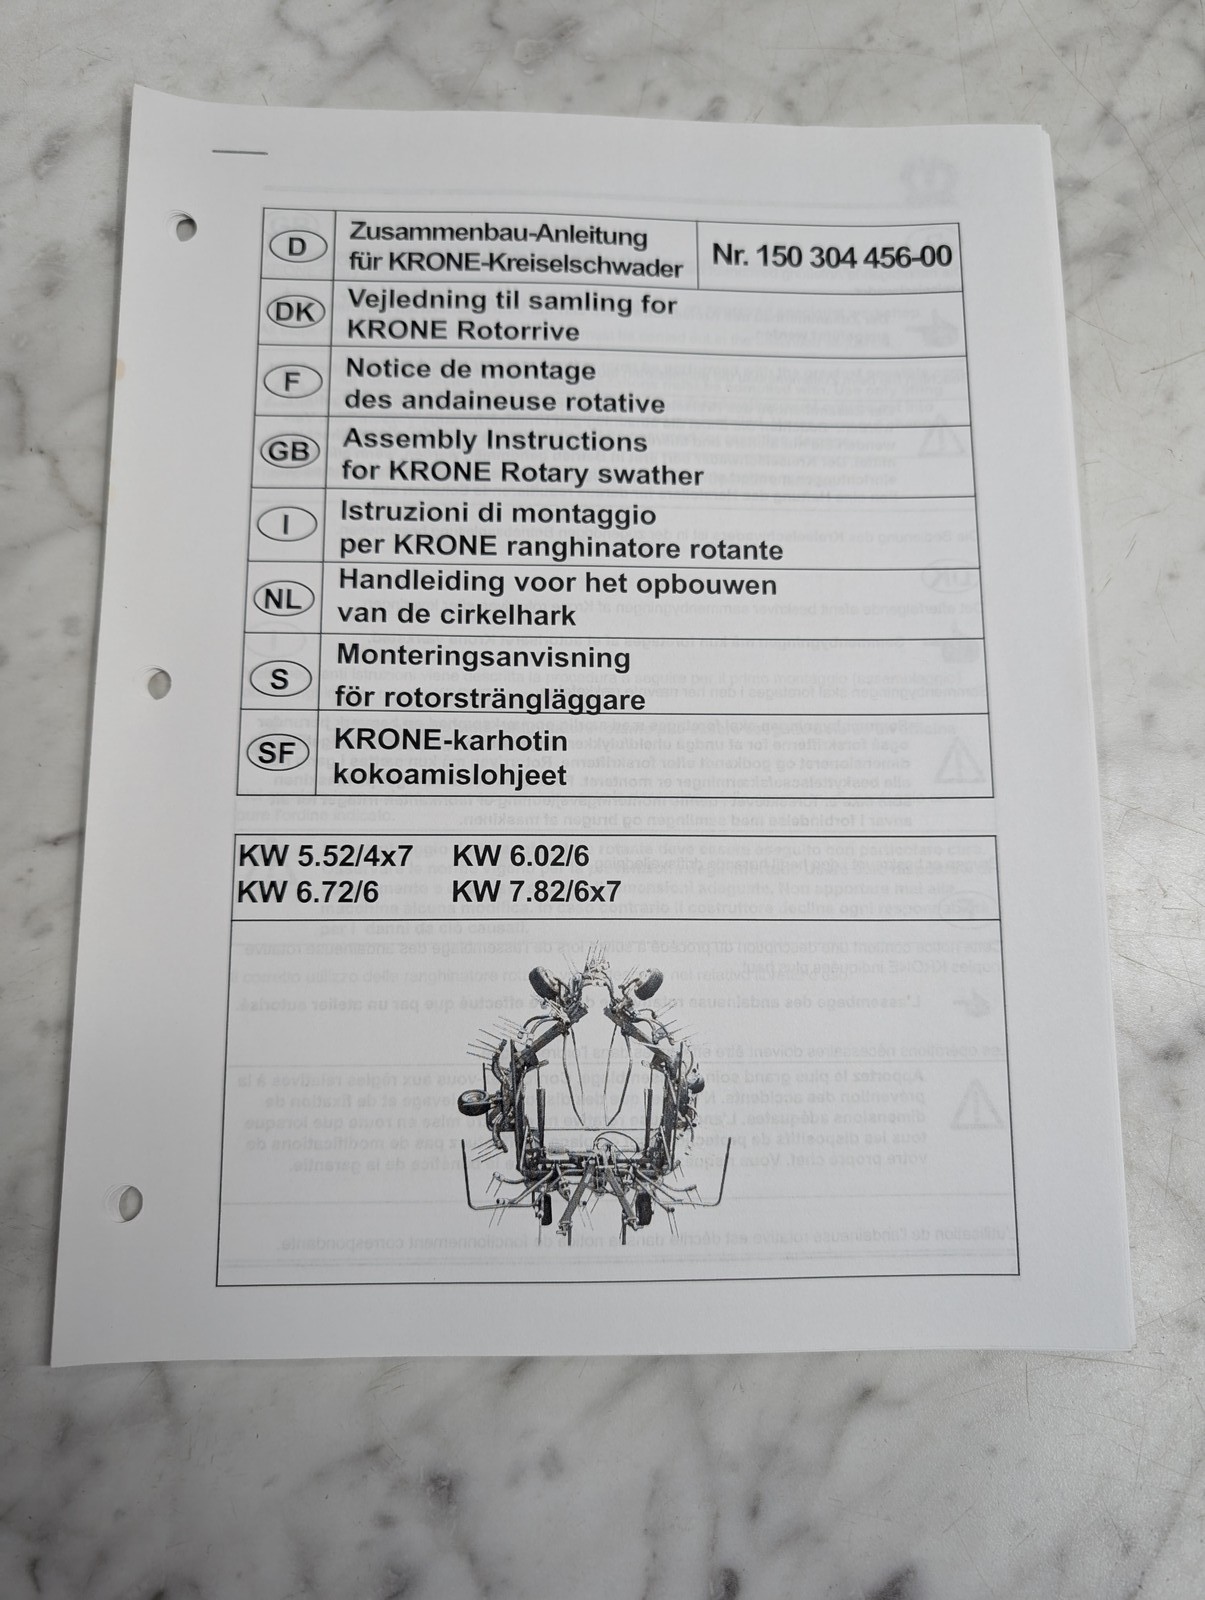 D
Zusammenbau-Anleitung
für KRONE-Kreiselschwader
Nr. 150 304 456-00
DK
Vejledning til samling for
KRONE Rotorrive
F
Notice de montage
des andaineuse rotative
GB
Assembly Instructions
for KRONE Rotary swather
I
Istruzioni di montaggio
per KRONE ranghinatore rotante
NL
Handleiding voor het opbouwen
van de cirkelhark
S
Monteringsanvisning
för rotorsträngläggare
SF
KRONE-karhotin
kokoamislohjeet
KW 5.52/4x7 KW 6.02/6
KW 6.72/6 KW 7.82/6x7